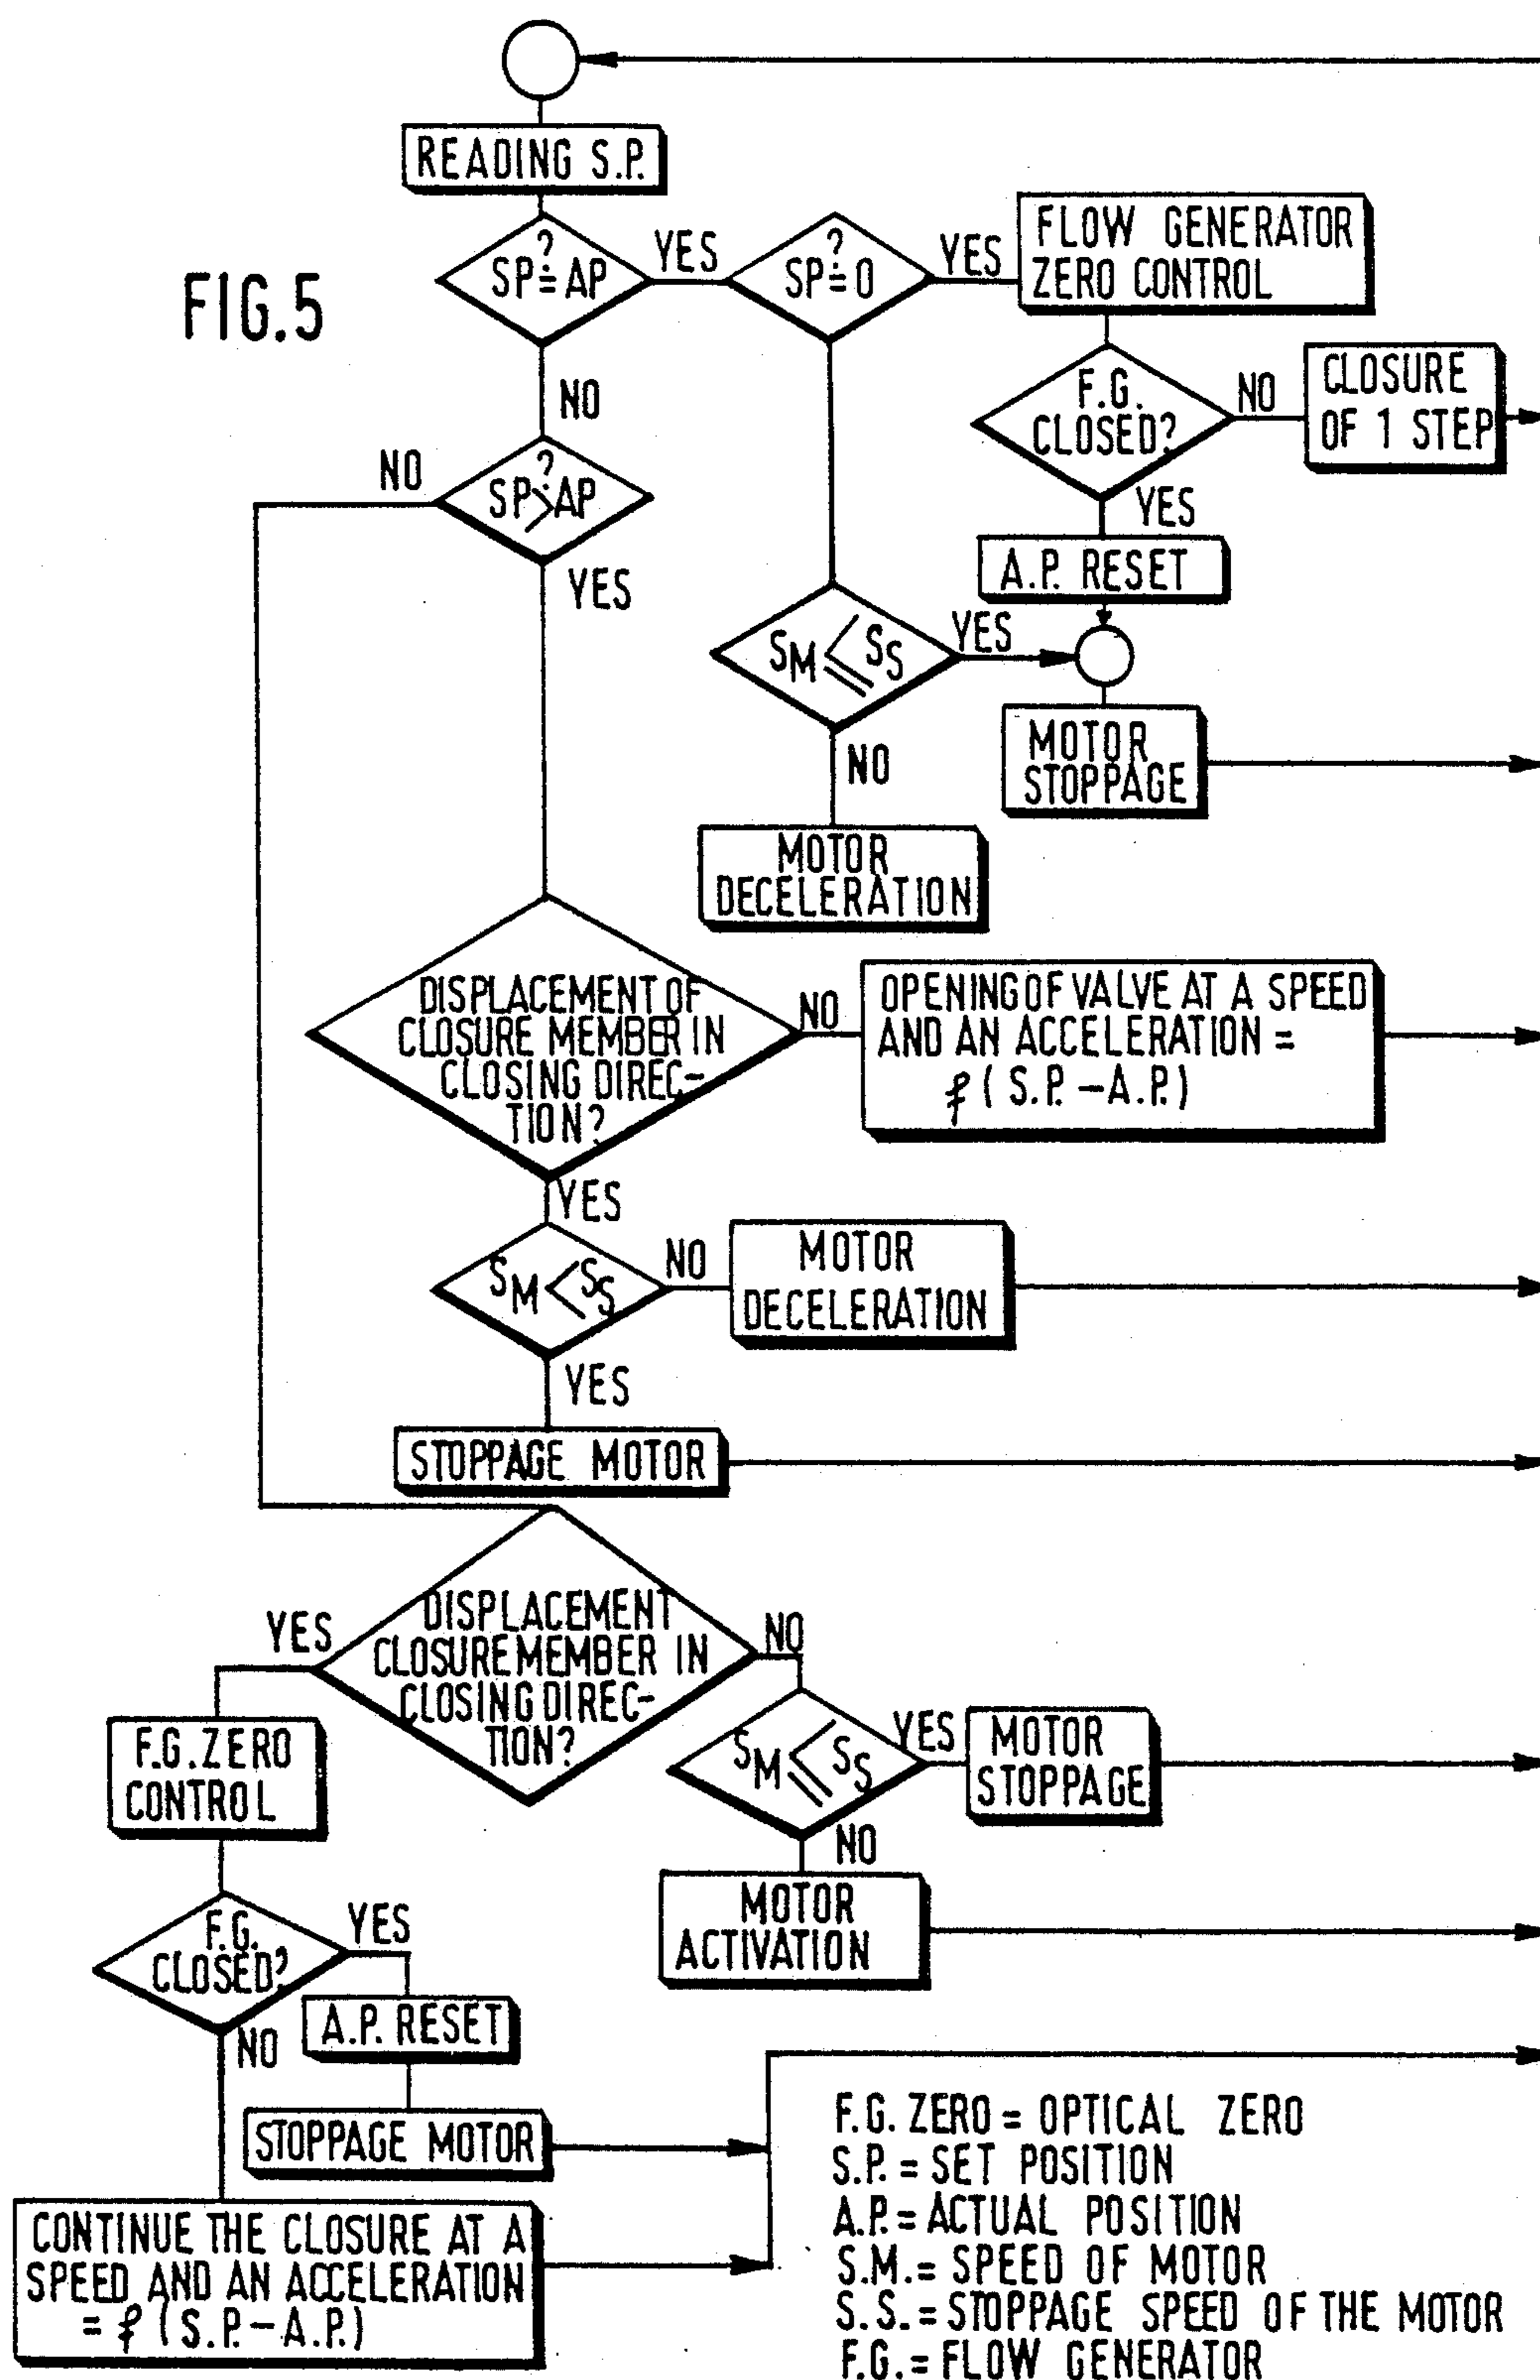 READING S.P.
FIG.5
?
SP=AP
YES
?
SP=0
YES
FLOW GENERATOR
ZERO CONTROL
NO
F.G.
CLOSED?
NO
CLOSURE
OF 1 STEP
YES
A.P. RESET
NO
?
SP>AP
YES
SM≦SS
YES
NO
MOTOR
STOPPAGE
MOTOR
DECELERATION
DISPLACEMENT OF
CLOSURE MEMBER IN
CLOSING DIREC-
TION?
NO
OPENING OF VALVE AT A SPEED
AND AN ACCELERATION =
f (S.P. - A.P.)
YES
SM<SS
NO
MOTOR
DECELERATION
YES
STOPPAGE MOTOR
DISPLACEMENT
CLOSURE MEMBER IN
CLOSING DIREC-
TION?
YES
NO
F.G. ZERO
CONTROL
SM≦SS
YES
MOTOR
STOPPAGE
NO
MOTOR
ACTIVATION
F.G.
CLOSED?
YES
A.P. RESET
NO
STOPPAGE MOTOR
CONTINUE THE CLOSURE AT A
SPEED AND AN ACCELERATION
= f (S.P. - A.P.)
F.G. ZERO = OPTICAL ZERO
S.P. = SET POSITION
A.P. = ACTUAL POSITION
S.M. = SPEED OF MOTOR
S.S. = STOPPAGE SPEED OF THE MOTOR
F.G. = FLOW GENERATOR